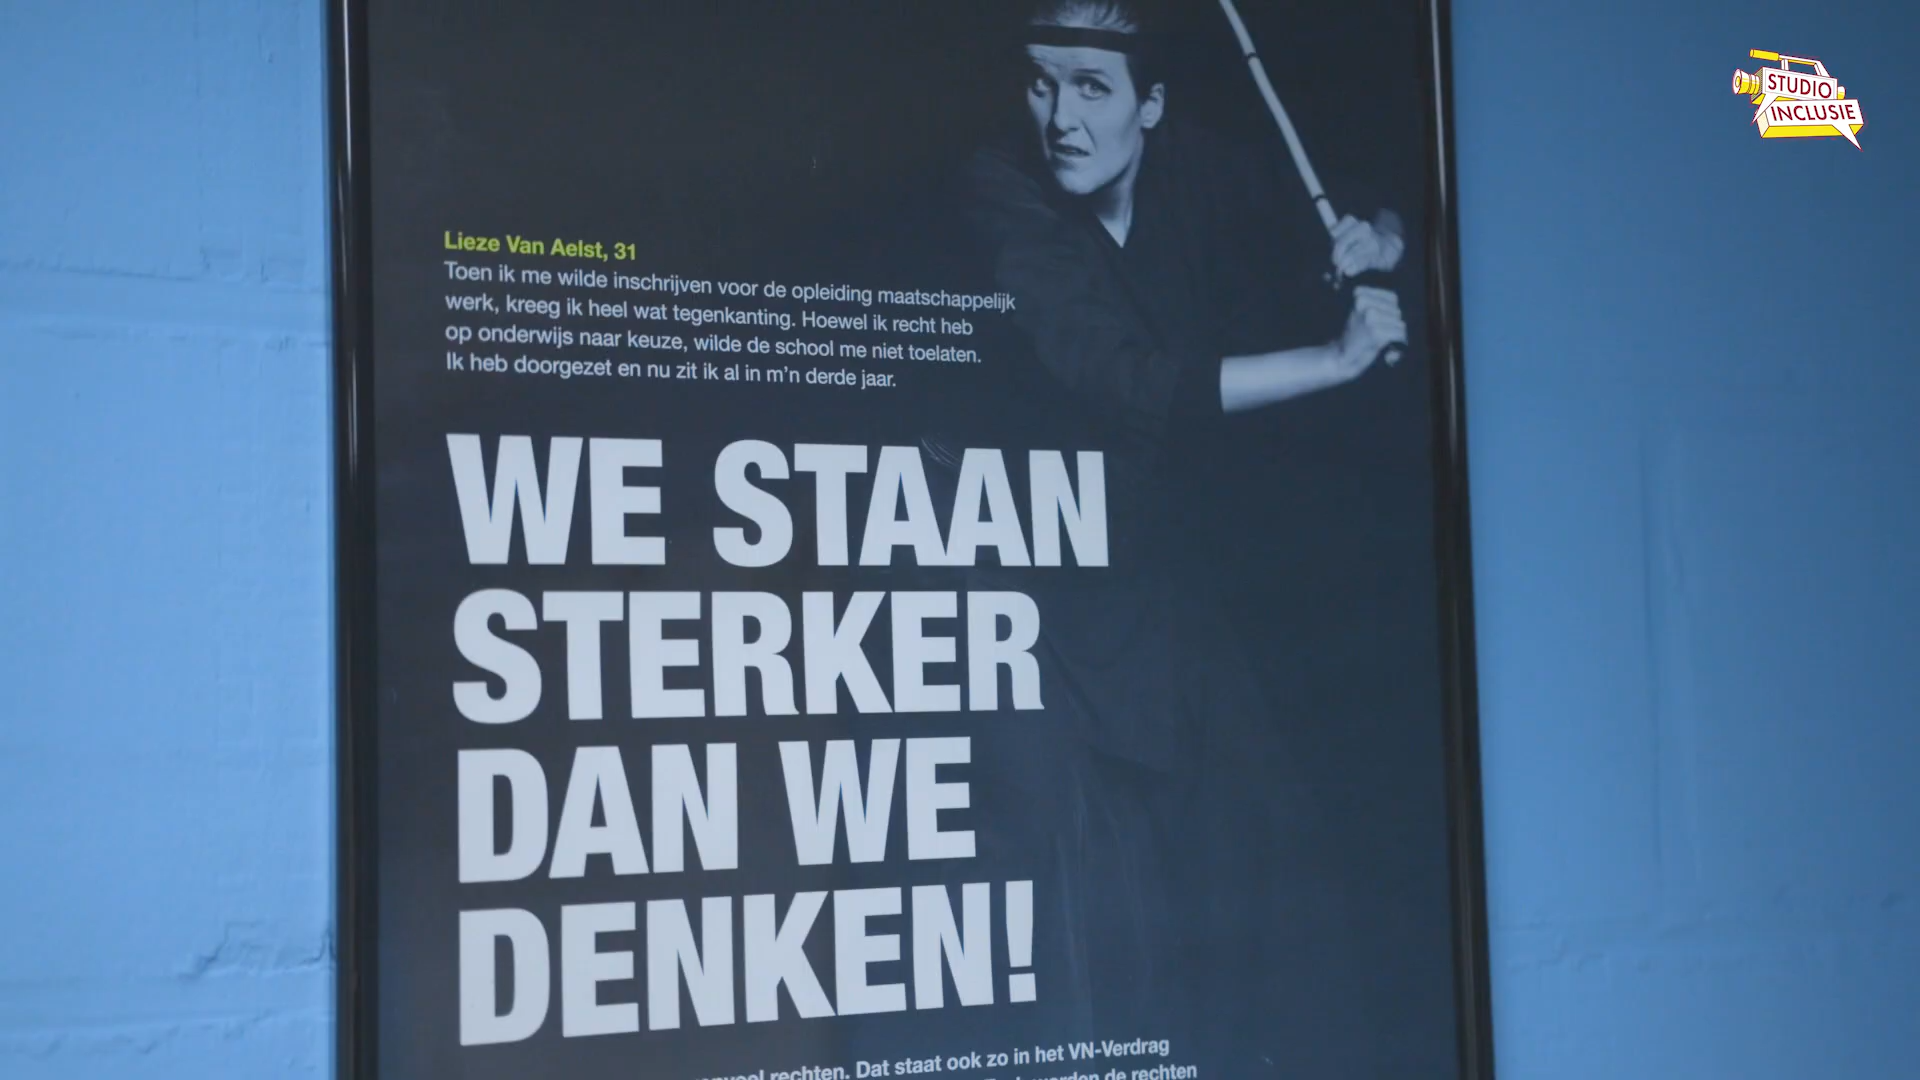 STUDIO
INCLUSIE
Lieze Van Aelst, 31
Toen ik me wilde inschrijven voor de opleiding maatschappelijk
werk, kreeg ik heel wat tegenkanting. Hoewel ik recht heb
op onderwijs naar keuze, wilde de school me niet toelaten.
Ik heb doorgezet en nu zit ik al in m'n derde jaar.
WE STAAN
STERKER
DAN WE
DENKEN!
rechten. Dat staat ook zo in het VN-Verdrag
de rechten